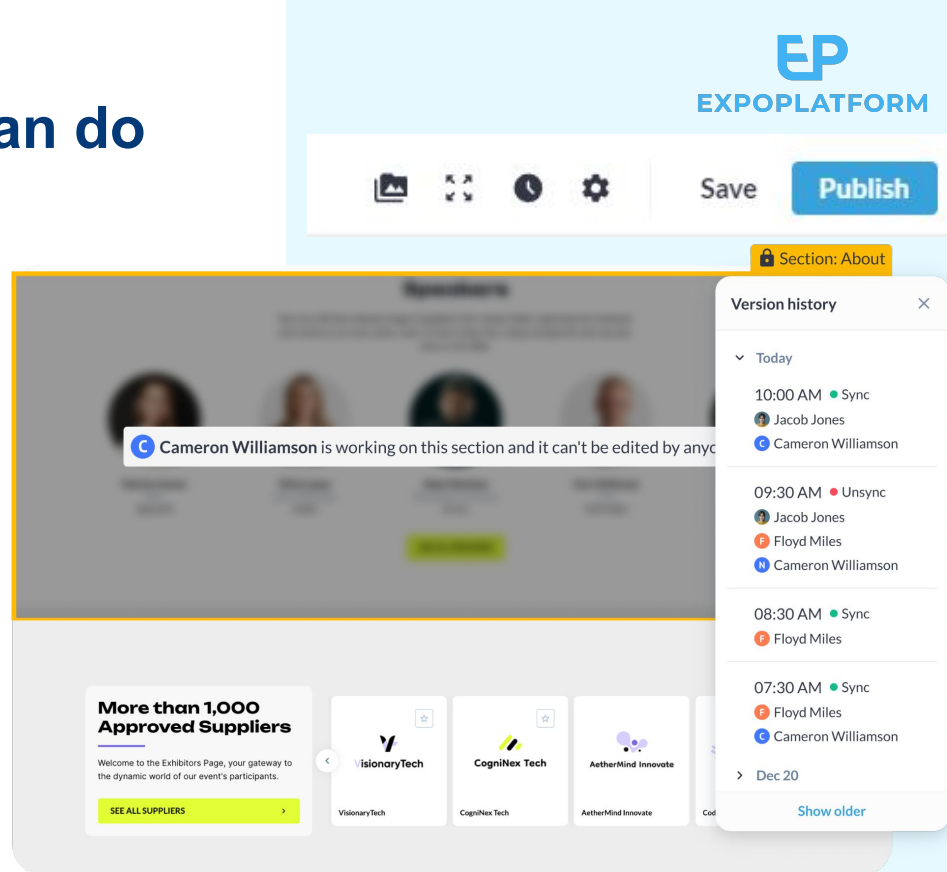 an do
EP
EXPOPLATFORM
Save
Publish
Section: About
Speakers
C Cameron Williamson is working on this section and it can't be edited by anyo
Version history
Today
10:00 AM Sync
Jacob Jones
C Cameron Williamson
09:30 AM Unsync
Jacob Jones
F Floyd Miles
N Cameron Williamson
08:30 AM Sync
F Floyd Miles
07:30 AM Sync
F Floyd Miles
C Cameron Williamson
Dec 20
Show older
More than 1,000
Approved Suppliers
Welcome to the Exhibitors Page, your gateway to
the dynamic world of our event's participants.
SEE ALL SUPPLIERS
VisionaryTech
VisionaryTech
CogniNex Tech
CogniNex Tech
AetherMind Innovate
AetherMind Innovate
Cod